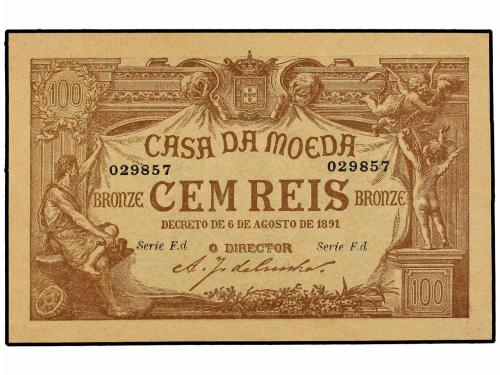 100
CASA DA MOEDA
029857 029857
BRONZE CEM REIS BRONZE
DECRETO DE 6 DE AGOSTO DE 1891
Serie F.d O DIRECTOR Serie F.d
100